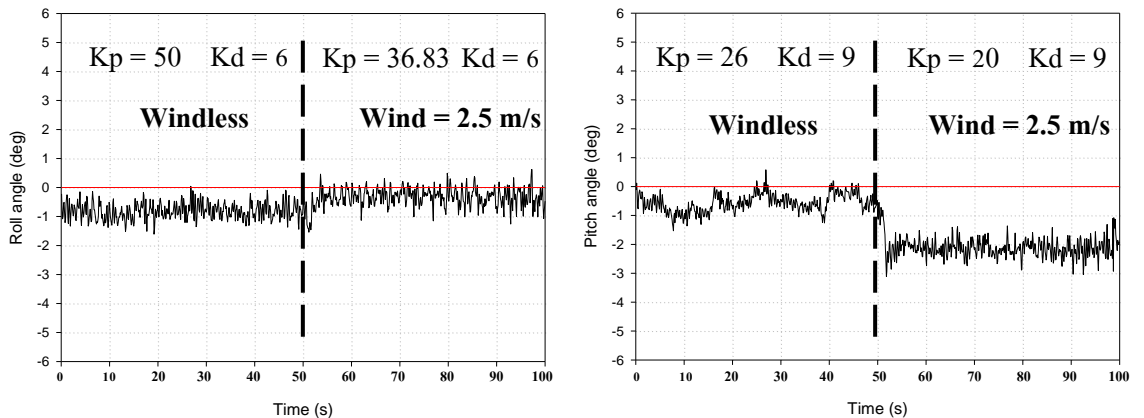 6
5
4
3
2
1
0
-1
-2
-3
-4
-5
-6
Roll angle (deg)
Kp = 50 Kd = 6
Kp = 36.83 Kd = 6
Windless
Wind = 2.5 m/s
0 10 20 30 40 50 60 70 80 90 100
Time (s)
6
5
4
3
2
1
0
-1
-2
-3
-4
-5
-6
Pitch angle (deg)
Kp = 26 Kd = 9
Kp = 20 Kd = 9
Windless
Wind = 2.5 m/s
0 10 20 30 40 50 60 70 80 90 100
Time (s)